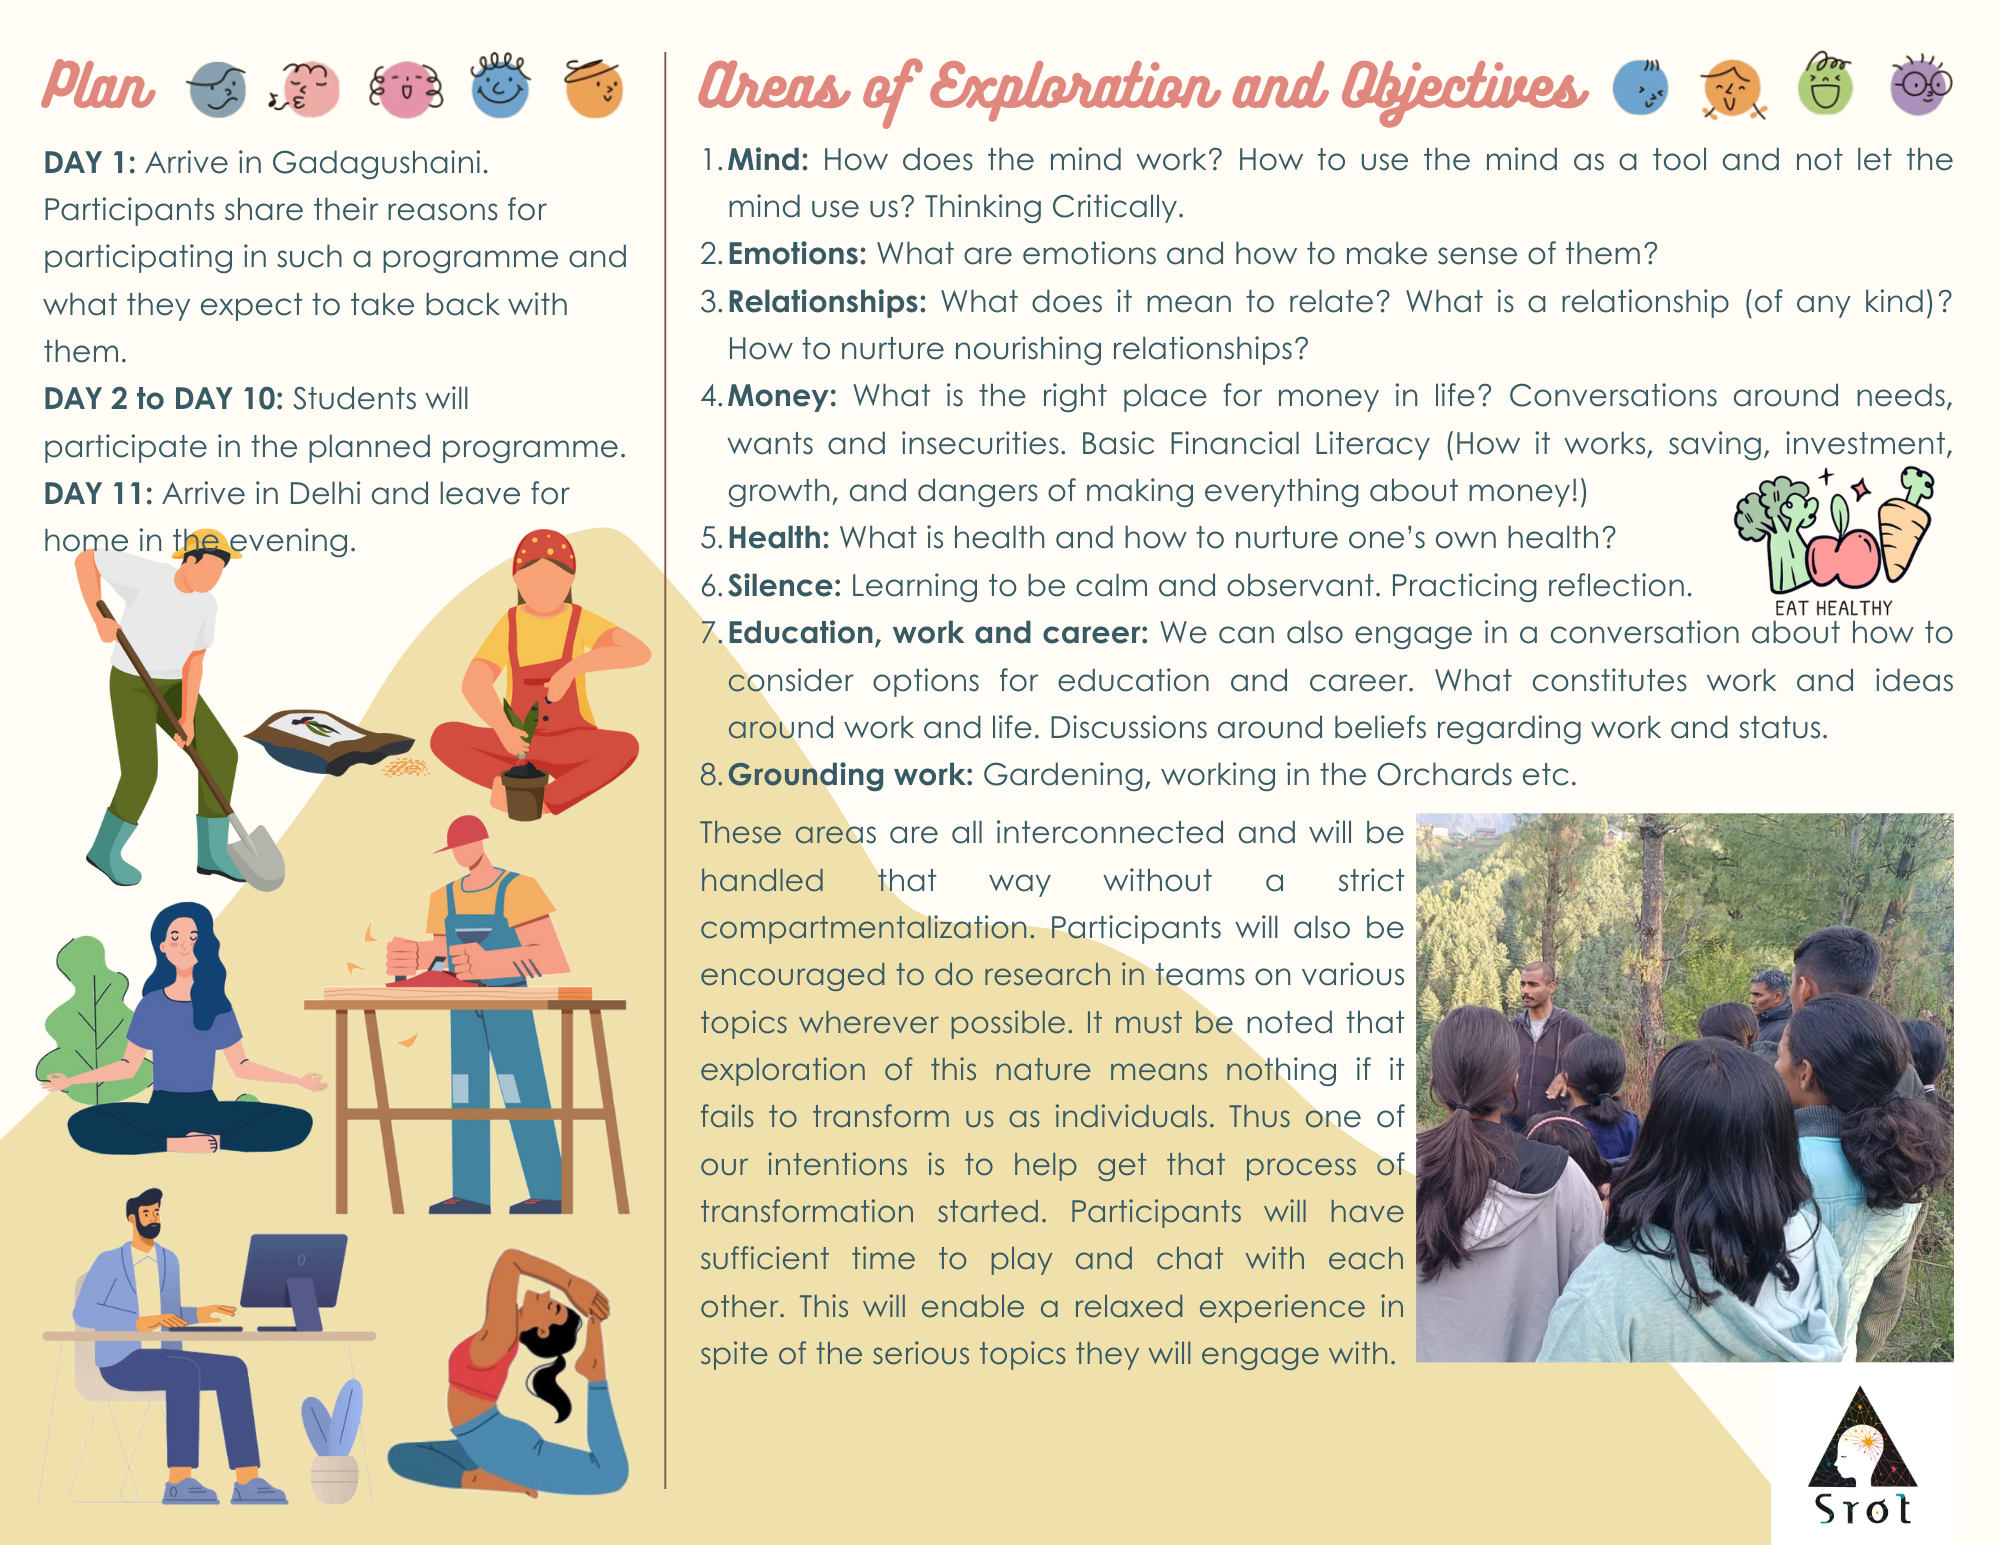 Plan
DAY 1: Arrive in Gadagushaini.
Participants share their reasons for
participating in such a programme and
what they expect to take back with
them.
DAY 2 to DAY 10: Students will
participate in the planned programme.
DAY 11: Arrive in Delhi and leave for
home in the evening.
Areas of Exploration and Objectives
1. Mind: How does the mind work? How to use the mind as a tool and not let the
mind use us? Thinking Critically.
2. Emotions: What are emotions and how to make sense of them?
3. Relationships: What does it mean to relate? What is a relationship (of any kind)?
How to nurture nourishing relationships?
4. Money: What is the right place for money in life? Conversations around needs,
wants and insecurities. Basic Financial Literacy (How it works, saving, investment,
growth, and dangers of making everything about money!)
5. Health: What is health and how to nurture one’s own health?
6. Silence: Learning to be calm and observant. Practicing reflection.
EAT HEALTHY
7. Education, work and career: We can also engage in a conversation about how to
consider options for education and career. What constitutes work and ideas
around work and life. Discussions around beliefs regarding work and status.
8. Grounding work: Gardening, working in the Orchards etc.
These areas are all interconnected and will be
handled that way without a strict
compartmentalization. Participants will also be
encouraged to do research in teams on various
topics wherever possible. It must be noted that
exploration of this nature means nothing if it
fails to transform us as individuals. Thus one of
our intentions is to help get that process of
transformation started. Participants will have
sufficient time to play and chat with each
other. This will enable a relaxed experience in
spite of the serious topics they will engage with.
Srot